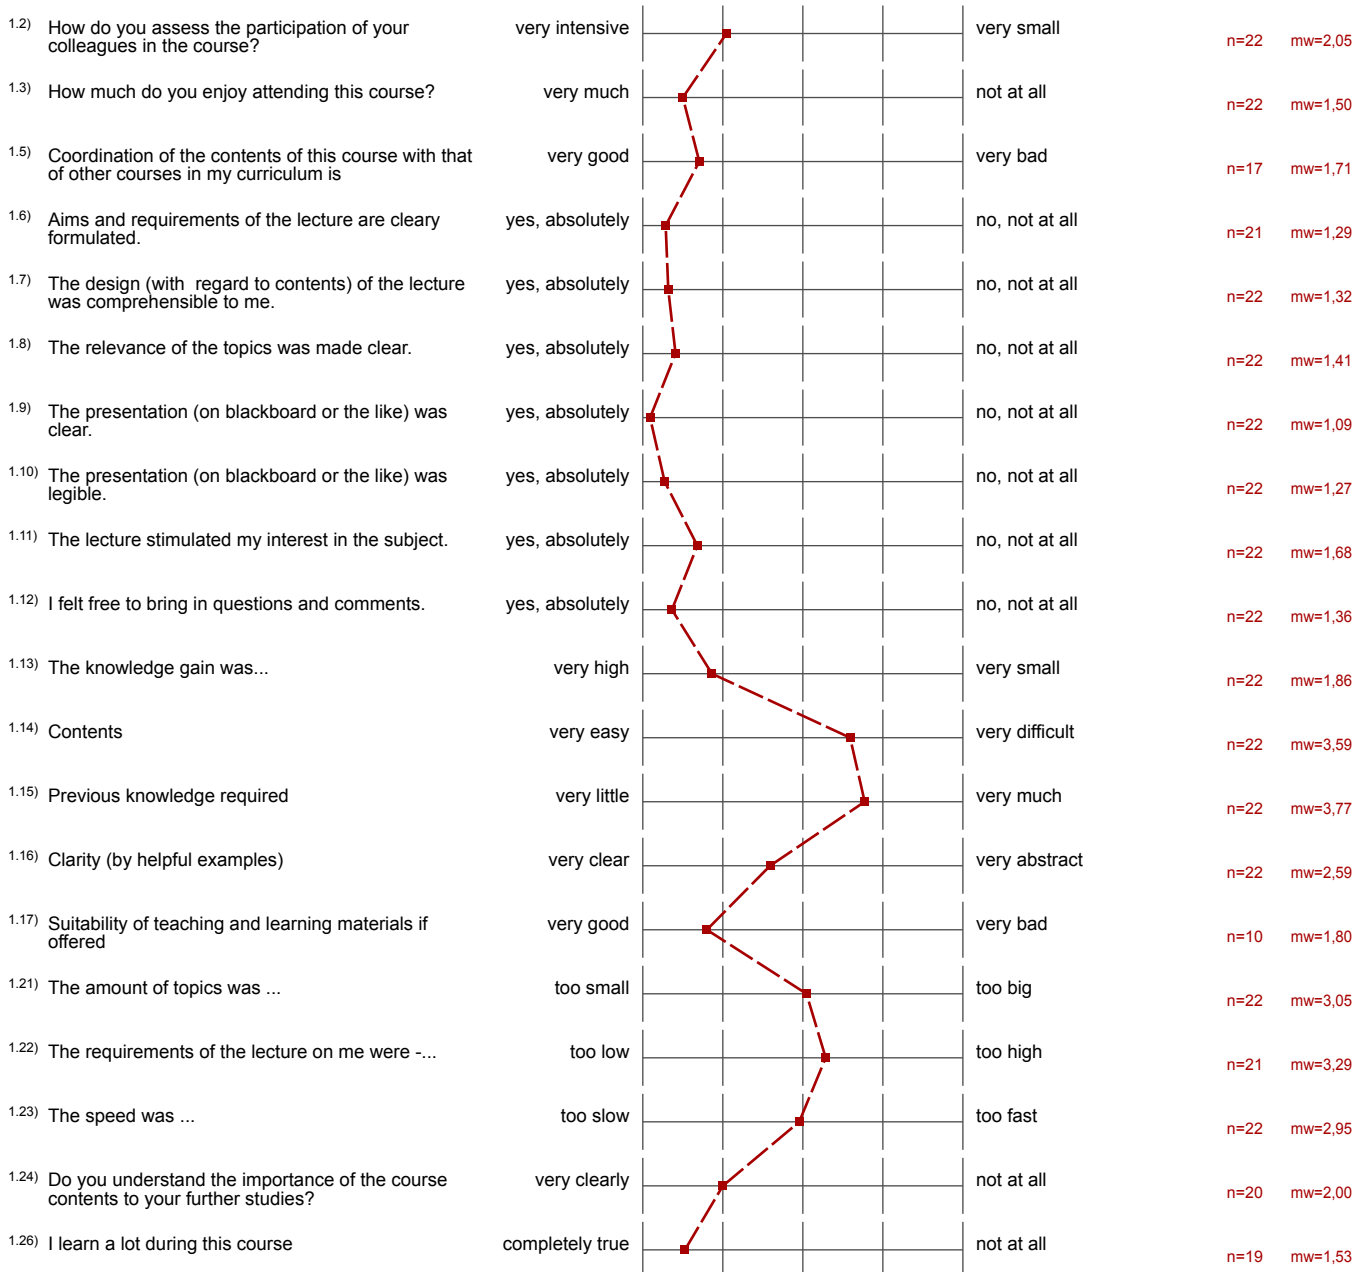 1.2) How do you assess the participation of your
colleagues in the course?
very intensive
very small
n=22 mw=2,05
1.3) How much do you enjoy attending this course?
very much
not at all
n=22 mw=1,50
1.5) Coordination of the contents of this course with that
of other courses in my curriculum is
very good
very bad
n=17 mw=1,71
1.6) Aims and requirements of the lecture are cleary
formulated.
yes, absolutely
no, not at all
n=21 mw=1,29
1.7) The design (with regard to contents) of the lecture
was comprehensible to me.
yes, absolutely
no, not at all
n=22 mw=1,32
1.8) The relevance of the topics was made clear.
yes, absolutely
no, not at all
n=22 mw=1,41
1.9) The presentation (on blackboard or the like) was
clear.
yes, absolutely
no, not at all
n=22 mw=1,09
1.10) The presentation (on blackboard or the like) was
legible.
yes, absolutely
no, not at all
n=22 mw=1,27
1.11) The lecture stimulated my interest in the subject.
yes, absolutely
no, not at all
n=22 mw=1,68
1.12) I felt free to bring in questions and comments.
yes, absolutely
no, not at all
n=22 mw=1,36
1.13) The knowledge gain was...
very high
very small
n=22 mw=1,86
1.14) Contents
very easy
very difficult
n=22 mw=3,59
1.15) Previous knowledge required
very little
very much
n=22 mw=3,77
1.16) Clarity (by helpful examples)
very clear
very abstract
n=22 mw=2,59
1.17) Suitability of teaching and learning materials if
offered
very good
very bad
n=10 mw=1,80
1.21) The amount of topics was ...
too small
too big
n=22 mw=3,05
1.22) The requirements of the lecture on me were -...
too low
too high
n=21 mw=3,29
1.23) The speed was ...
too slow
too fast
n=22 mw=2,95
1.24) Do you understand the importance of the course
contents to your further studies?
very clearly
not at all
n=20 mw=2,00
1.26) I learn a lot during this course
completely true
not at all
n=19 mw=1,53